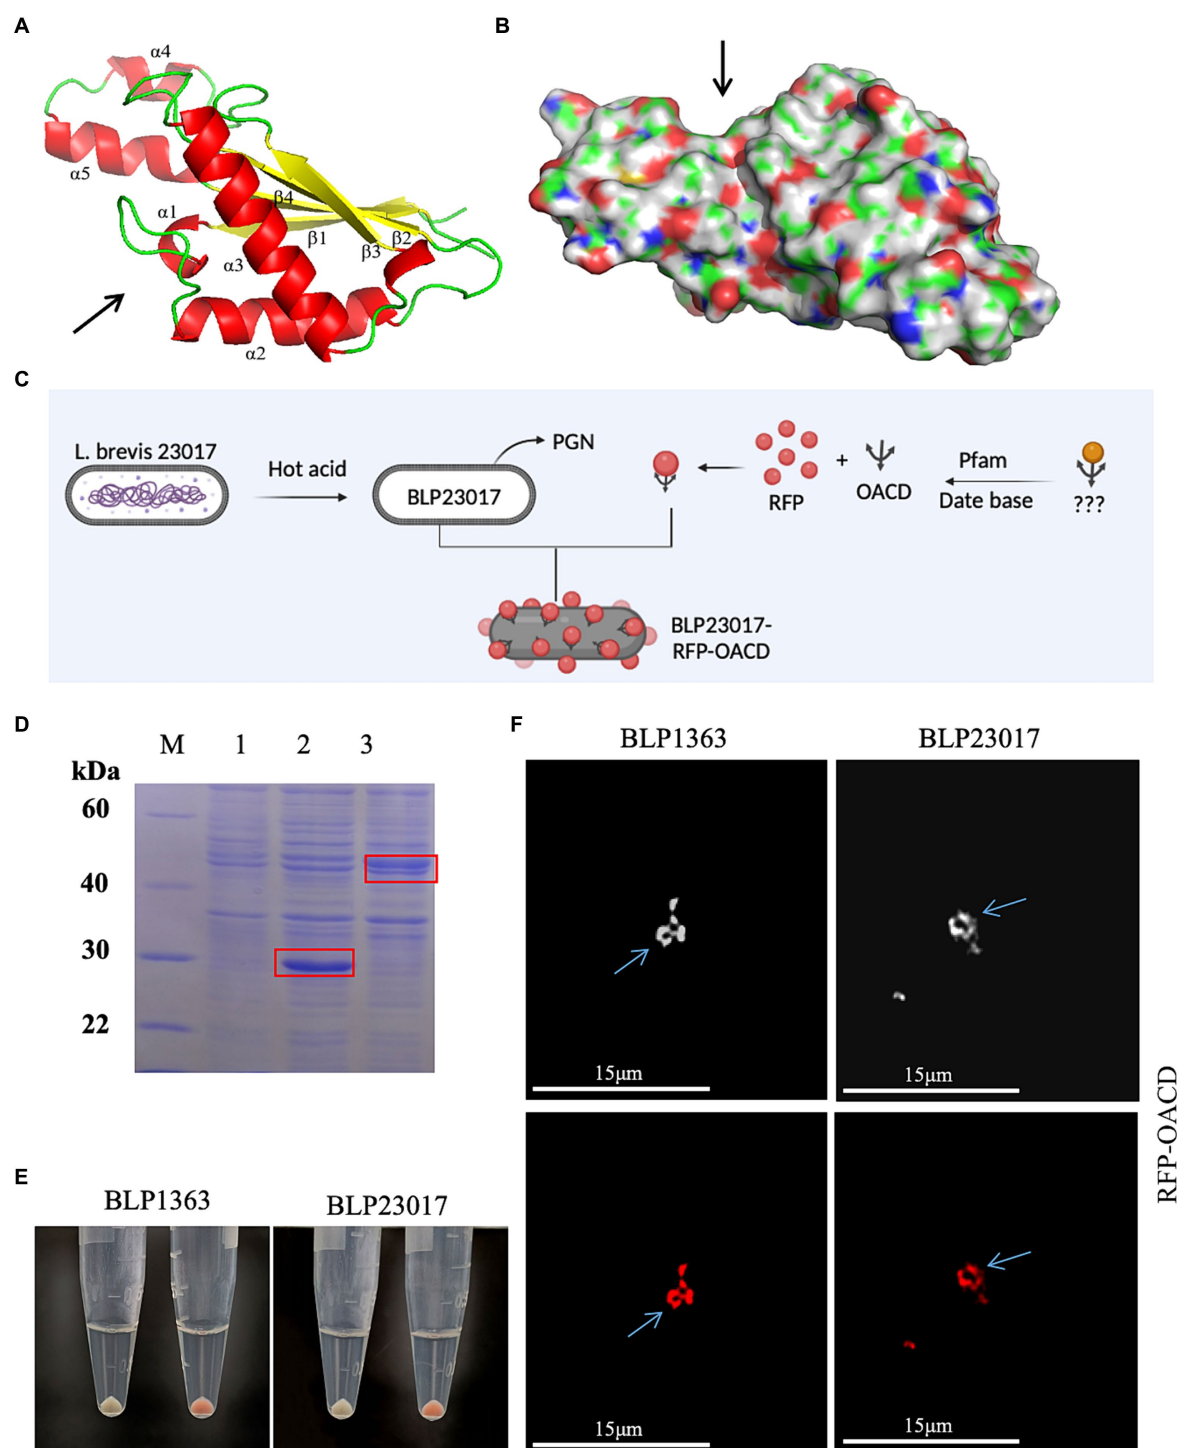 A
B
α4
α5
α1
β4
β1
β3
β2
α3
α2
C
L. brevis 23017
Hot acid
BLP23017
PGN
RFP
+
OACD
Pfam
Date base
???
BLP23017-
RFP-OACD
D
M 1 2 3
kDa
60
40
30
22
E
BLP1363
BLP23017
F
BLP1363
BLP23017
15μm
15μm
15μm
15μm
RFP-OACD